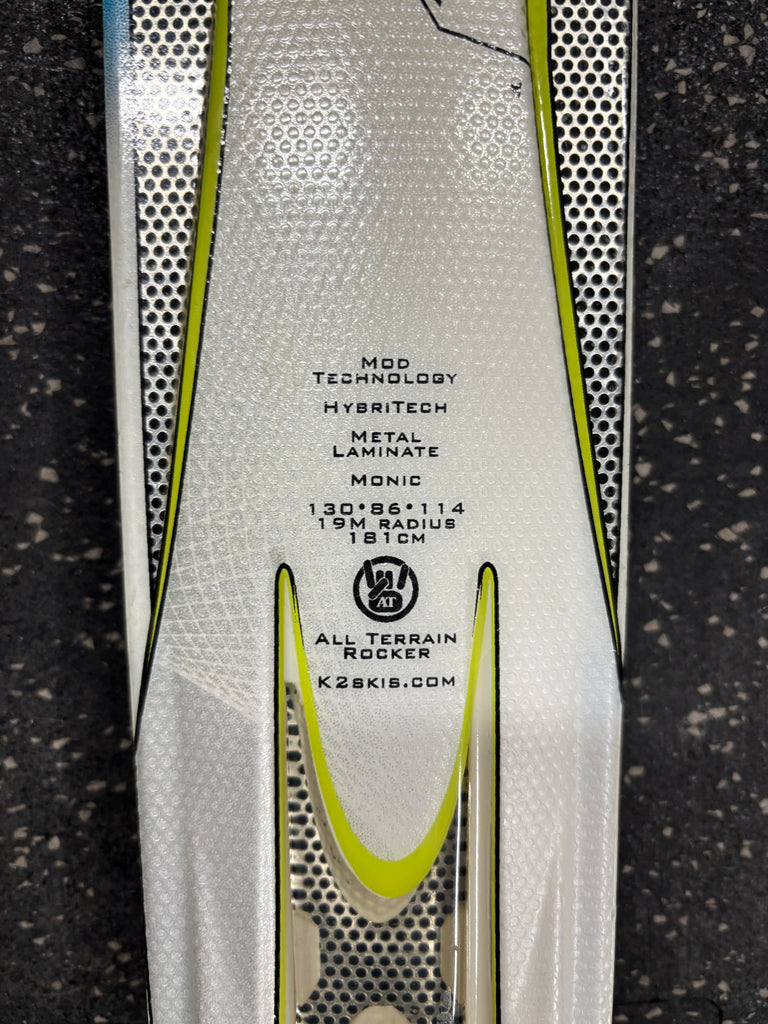 MOD
TECHNOLOGY
HYBRITECH
METAL
LAMINATE
MONIC
130•86•114
19M RADIUS
181CM
AT
ALL TERRAIN
ROCKER
K2SKIS.COM